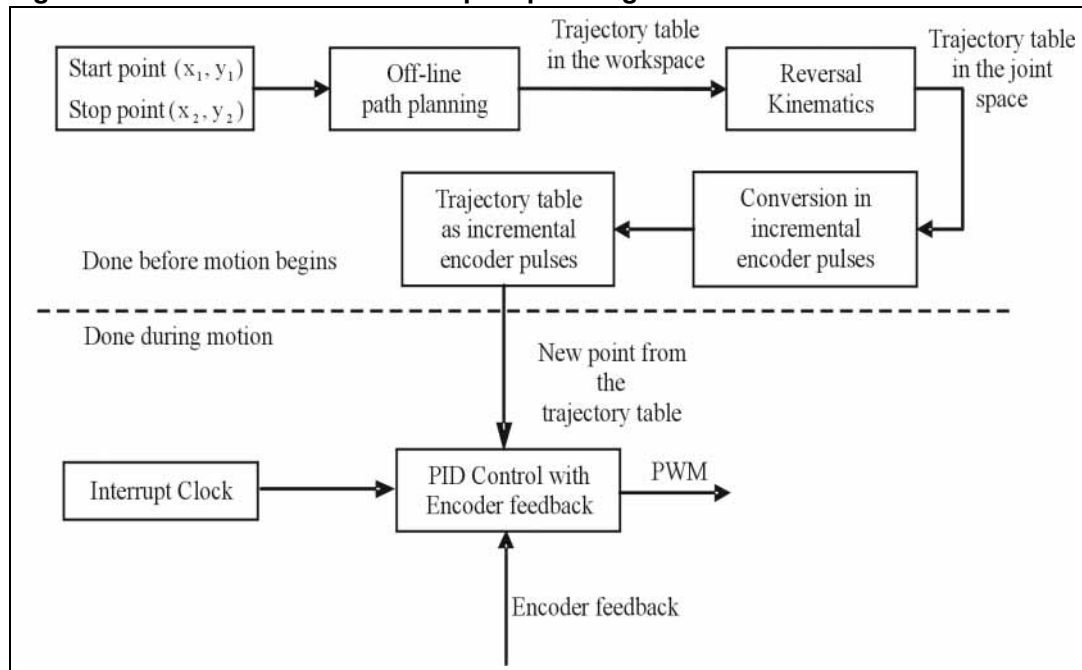 Start point (x₁, y₁)
Stop point (x₂, y₂)
Off-line
path planning
Trajectory table
in the workspace
Reversal
Kinematics
Trajectory table
in the joint
space
Conversion in
incremental
encoder pulses
Trajectory table
as incremental
encoder pulses
Done before motion begins
Done during motion
New point from
the
trajectory table
Interrupt Clock
PID Control with
Encoder feedback
PWM
Encoder feedback